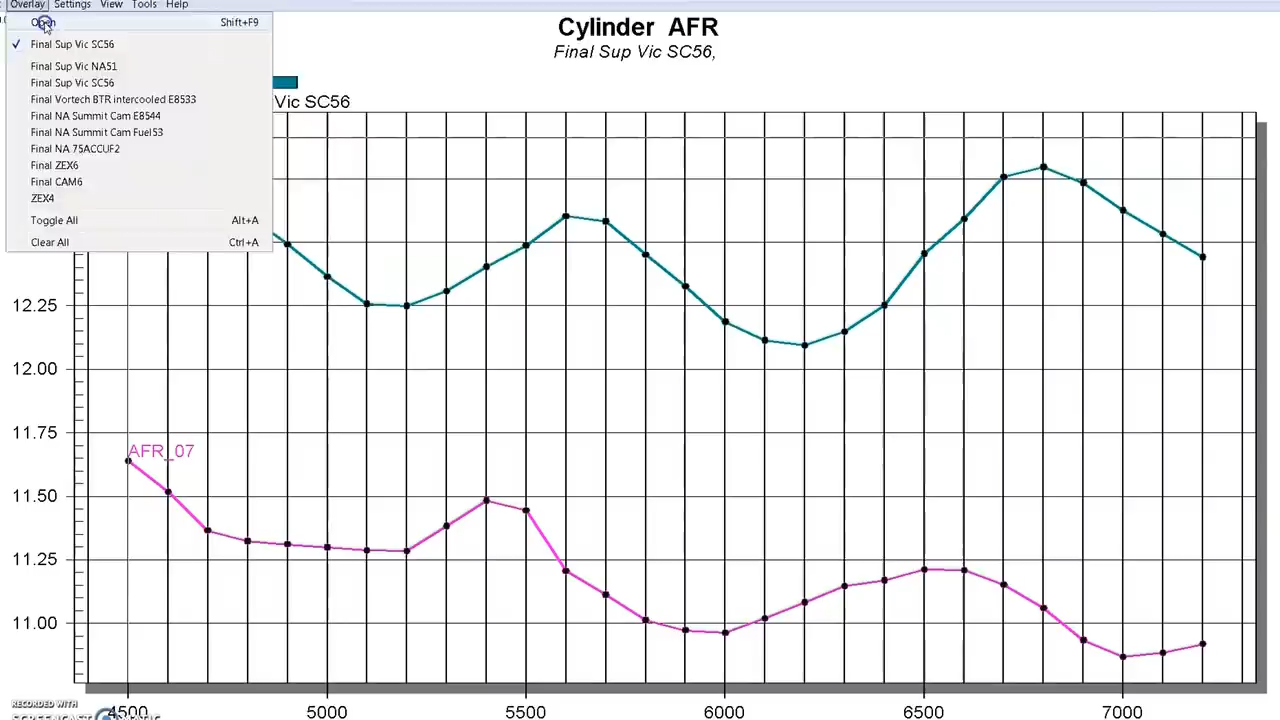 Overlay Settings View Tools Help
Open Shift+F9
Final Sup Vic SC56
Final Sup Vic NA51
Final Sup Vic SC56
Final Vortech BTR intercooled E8533
Final NA Summit Cam E8544
Final NA Summit Cam Fuel53
Final NA 75ACCUF2
Final ZEX6
Final CAM6
ZEX4
Toggle All Alt+A
Clear All Ctrl+A
Cylinder AFR
Final Sup Vic SC56,
Vic SC56
12.25
12.00
11.75
AFR_07
11.50
11.25
11.00
4500 5000 5500 6000 6500 7000
RECORDED WITH
SCREENCAST MATIC